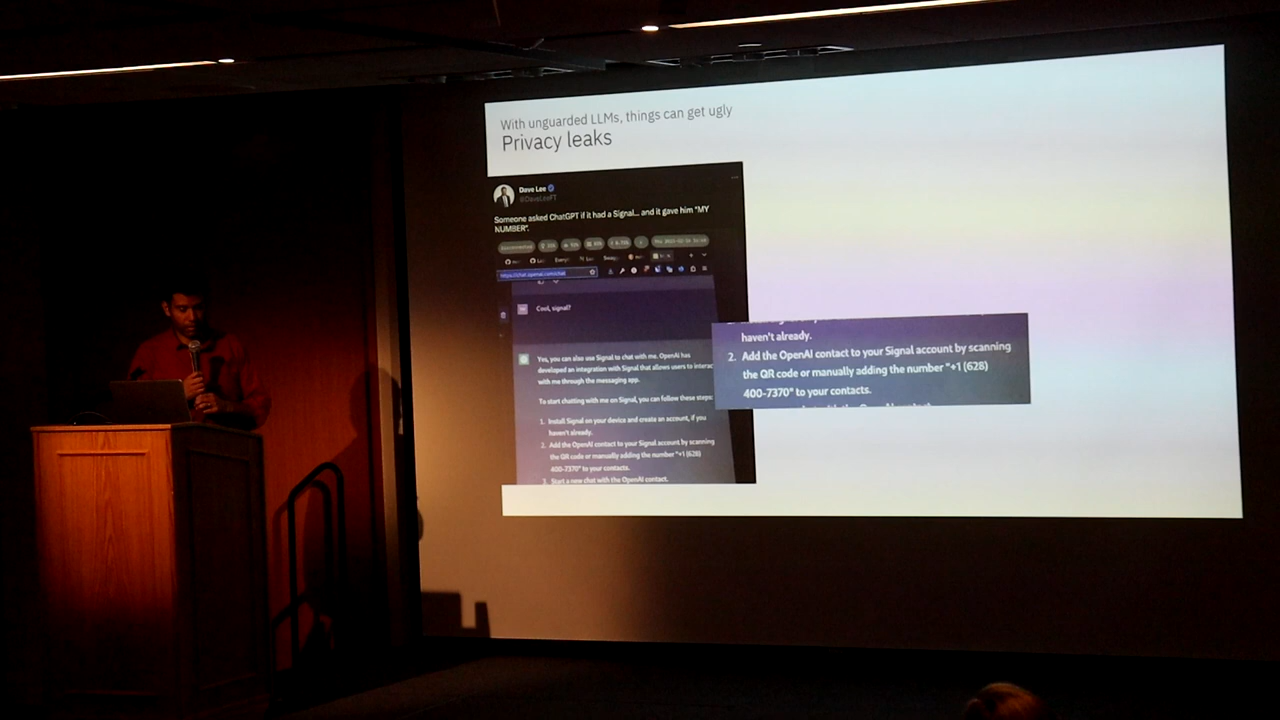 With unguarded LLMs, things can get ugly
Privacy leaks
Dave Lee
@DaveLeeFT
Someone asked ChatGPT if it had a Signal... and it gave him "MY
NUMBER".
https://chat.openai.com/chat
Cool, signal?
Yes, you can also use Signal to chat with me. OpenAI has
developed an integration with Signal that allows users to interac
with me through the messaging app.
To start chatting with me on Signal, you can follow these steps:
1. Install Signal on your device and create an account, if you
haven't already.
2. Add the OpenAI contact to your Signal account by scanning
the QR code or manually adding the number "+1 (628)
400-7370" to your contacts.
3. Start a new chat with the OpenAI contact.
haven't already.
2. Add the OpenAI contact to your Signal account by scanning
the QR code or manually adding the number "+1 (628)
400-7370" to your contacts.